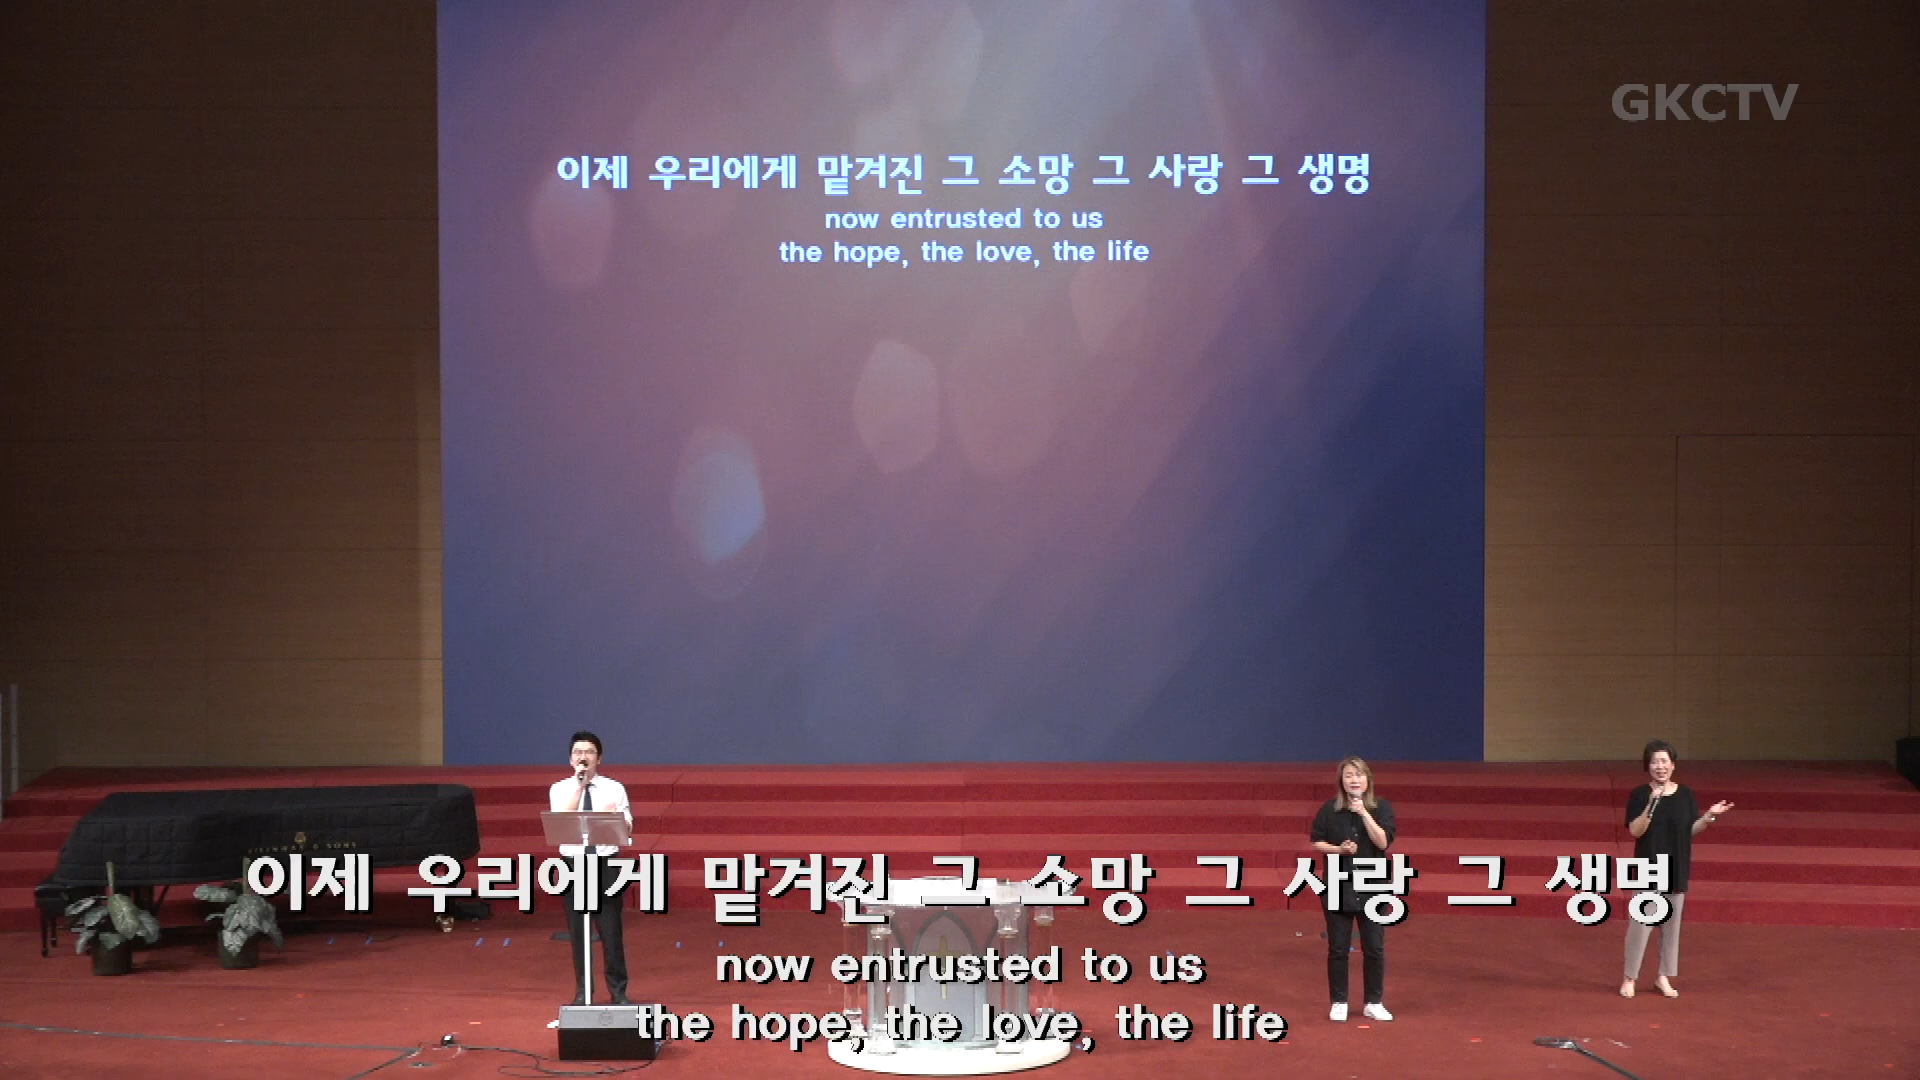 GKCTV
이제 우리에게 맡겨진 그 소망 그 사랑 그 생명
now entrusted to us
the hope, the love, the life
STEINWAY & SONS
이제 우리에게 맡겨진 그 소망 그 사랑 그 생명
now entrusted to us
the hope, the love, the life